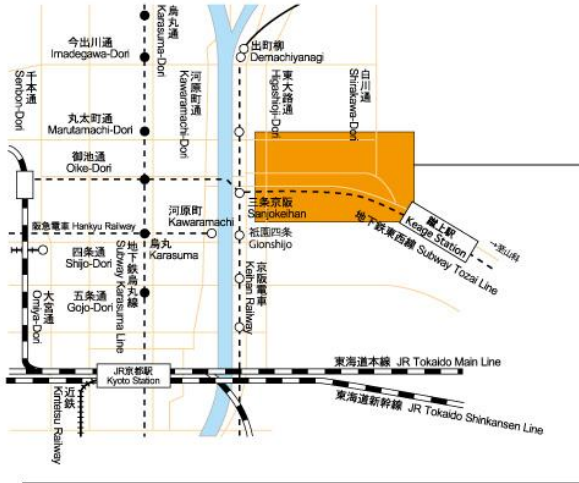 烏丸通
Karasuma-Dori
今出川通
Imadegawa-Dori
出町柳
Demachiyanagi
千本通
Senbon-Dori
河原町通
Kawaramachi-Dori
東大路通
Higashioji-Dori
白川通
Shirakawa-Dori
丸太町通
Marutamachi-Dori
御池通
Oike-Dori
三条京阪
Sanjokeihan
蹴上駅
Keage Station
地下鉄東西線 Subway Tozai Line
河原町
Kawaramachi
阪急電車 Hankyu Railway
烏丸
Karasuma
祇園四条
Gionshijo
四条通
Shijo-Dori
地下鉄烏丸線
Subway Karasuma Line
京阪電車
Keihan Railway
大宮通
Omiya-Dori
五条通
Gojo-Dori
JR京都駅
Kyoto Station
東海道本線 JR Tokaido Main Line
東海道新幹線 JR Tokaido Shinkansen Line
近鉄
Kintatsu Railway